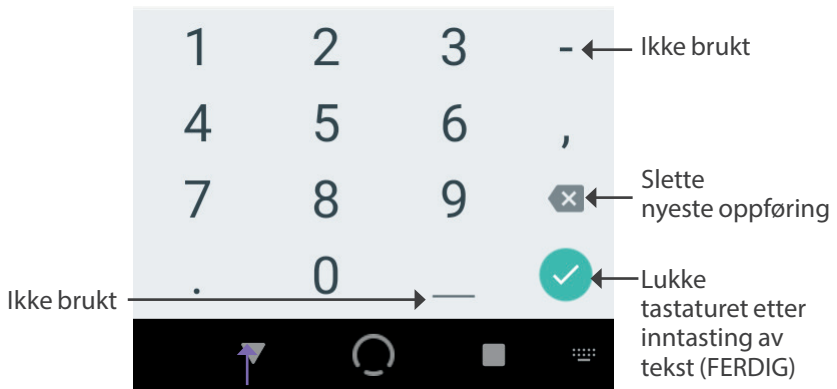 1 2 3 - Ikke brukt
4 5 6 ,
7 8 9 Slette
nyeste oppføring
. 0 Lukke
Ikke brukt tastaturet etter
inntasting av
tekst (FERDIG)